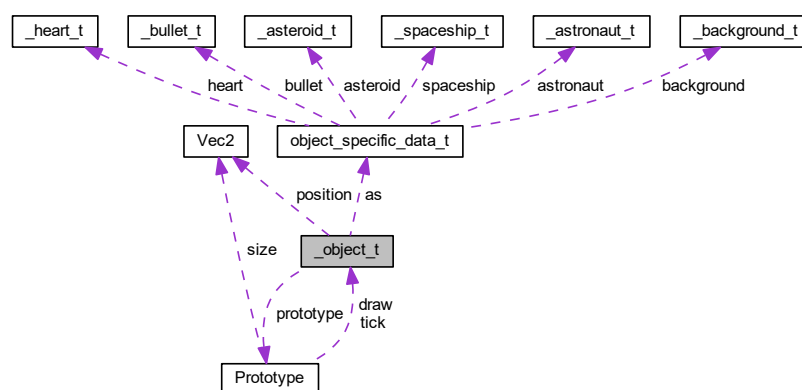 _heart_t
_bullet_t
_asteroid_t
_spaceship_t
_astronaut_t
_background_t
heart
bullet
asteroid
spaceship
astronaut
background
Vec2
object_specific_data_t
position
as
_object_t
size
prototype
draw
tick
Prototype